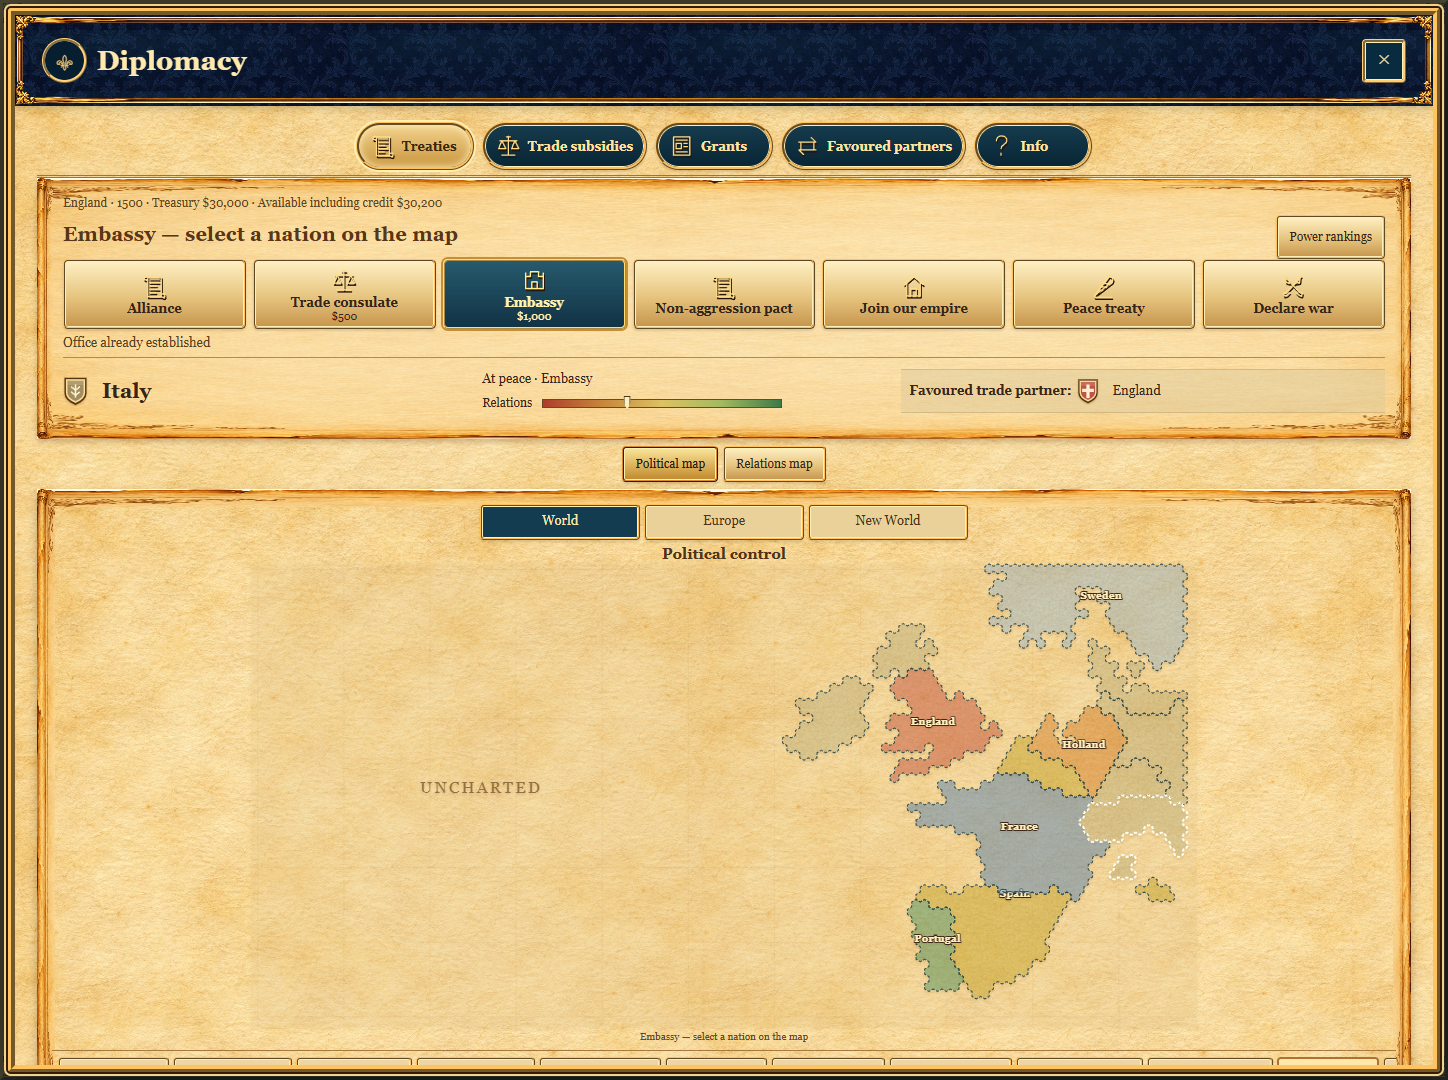 Diplomacy
×
Treaties
Trade subsidies
Grants
Favoured partners
Info
England · 1500 · Treasury $30,000 · Available including credit $30,200
Embassy — select a nation on the map
Power rankings
Alliance
Trade consulate
$500
Embassy
$1,000
Non-aggression pact
Join our empire
Peace treaty
Declare war
Office already established
Italy
At peace · Embassy
Relations
Favoured trade partner:
England
Political map
Relations map
World
Europe
New World
Political control
Sweden
England
Holland
UNCHARTED
France
Spain
Portugal
Embassy — select a nation on the map